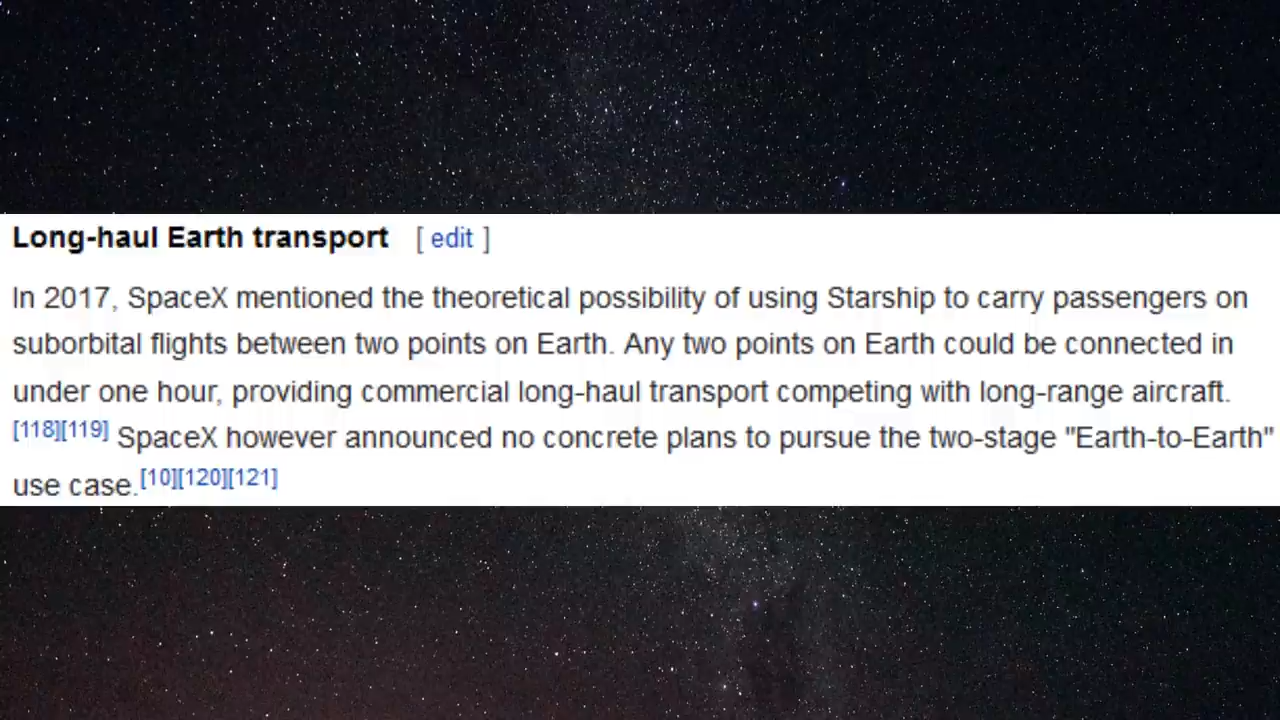 Long-haul Earth transport [ edit ]
In 2017, SpaceX mentioned the theoretical possibility of using Starship to carry passengers on
suborbital flights between two points on Earth. Any two points on Earth could be connected in
under one hour, providing commercial long-haul transport competing with long-range aircraft.
[118][119] SpaceX however announced no concrete plans to pursue the two-stage "Earth-to-Earth"
use case.[10][120][121]